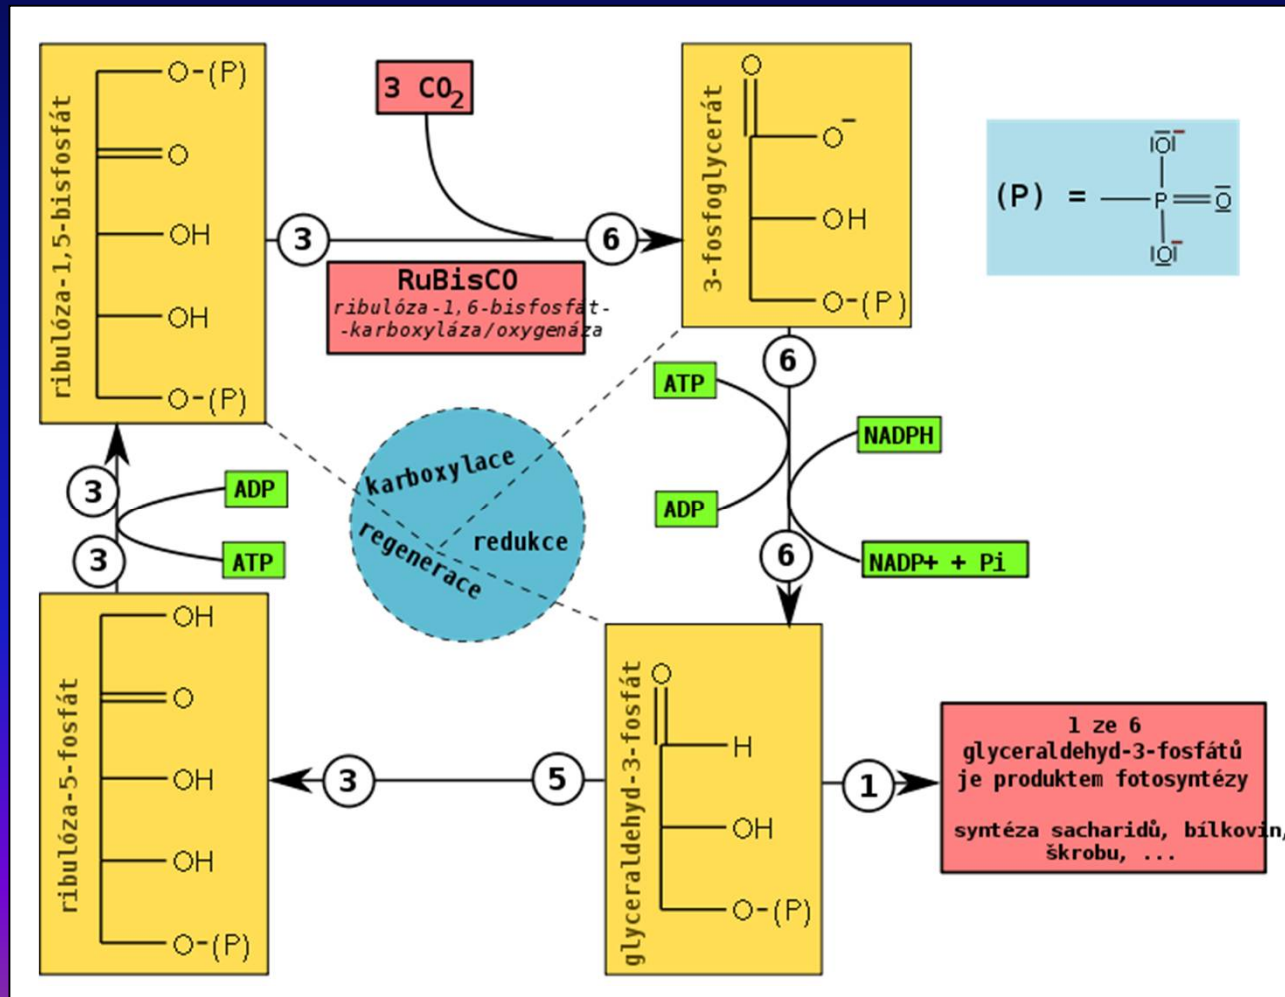 ribulóza-1,5-bisfosfát
O-(P)
O
OH
OH
O-(P)
3 CO2
3
6
RuBisCO
ribulóza-1,6-bisfosfát-
-karboxyláza/oxygenáza
3-fosfoglycerát
O
O−
OH
O-(P)
(P) =
|O|−
P
O
|O|−
6
ATP
ADP
NADPH
NADP+ + Pi
6
karboxylace
redukce
regenerace
3
ADP
ATP
3
ribulóza-5-fosfát
OH
O
OH
OH
O-(P)
3
5
glyceraldehyd-3-fosfát
O
H
OH
O-(P)
1
1 ze 6
glyceraldehyd-3-fosfátů
je produktem fotosyntézy
syntéza sacharidů, bílkovin,
škrobu, ...